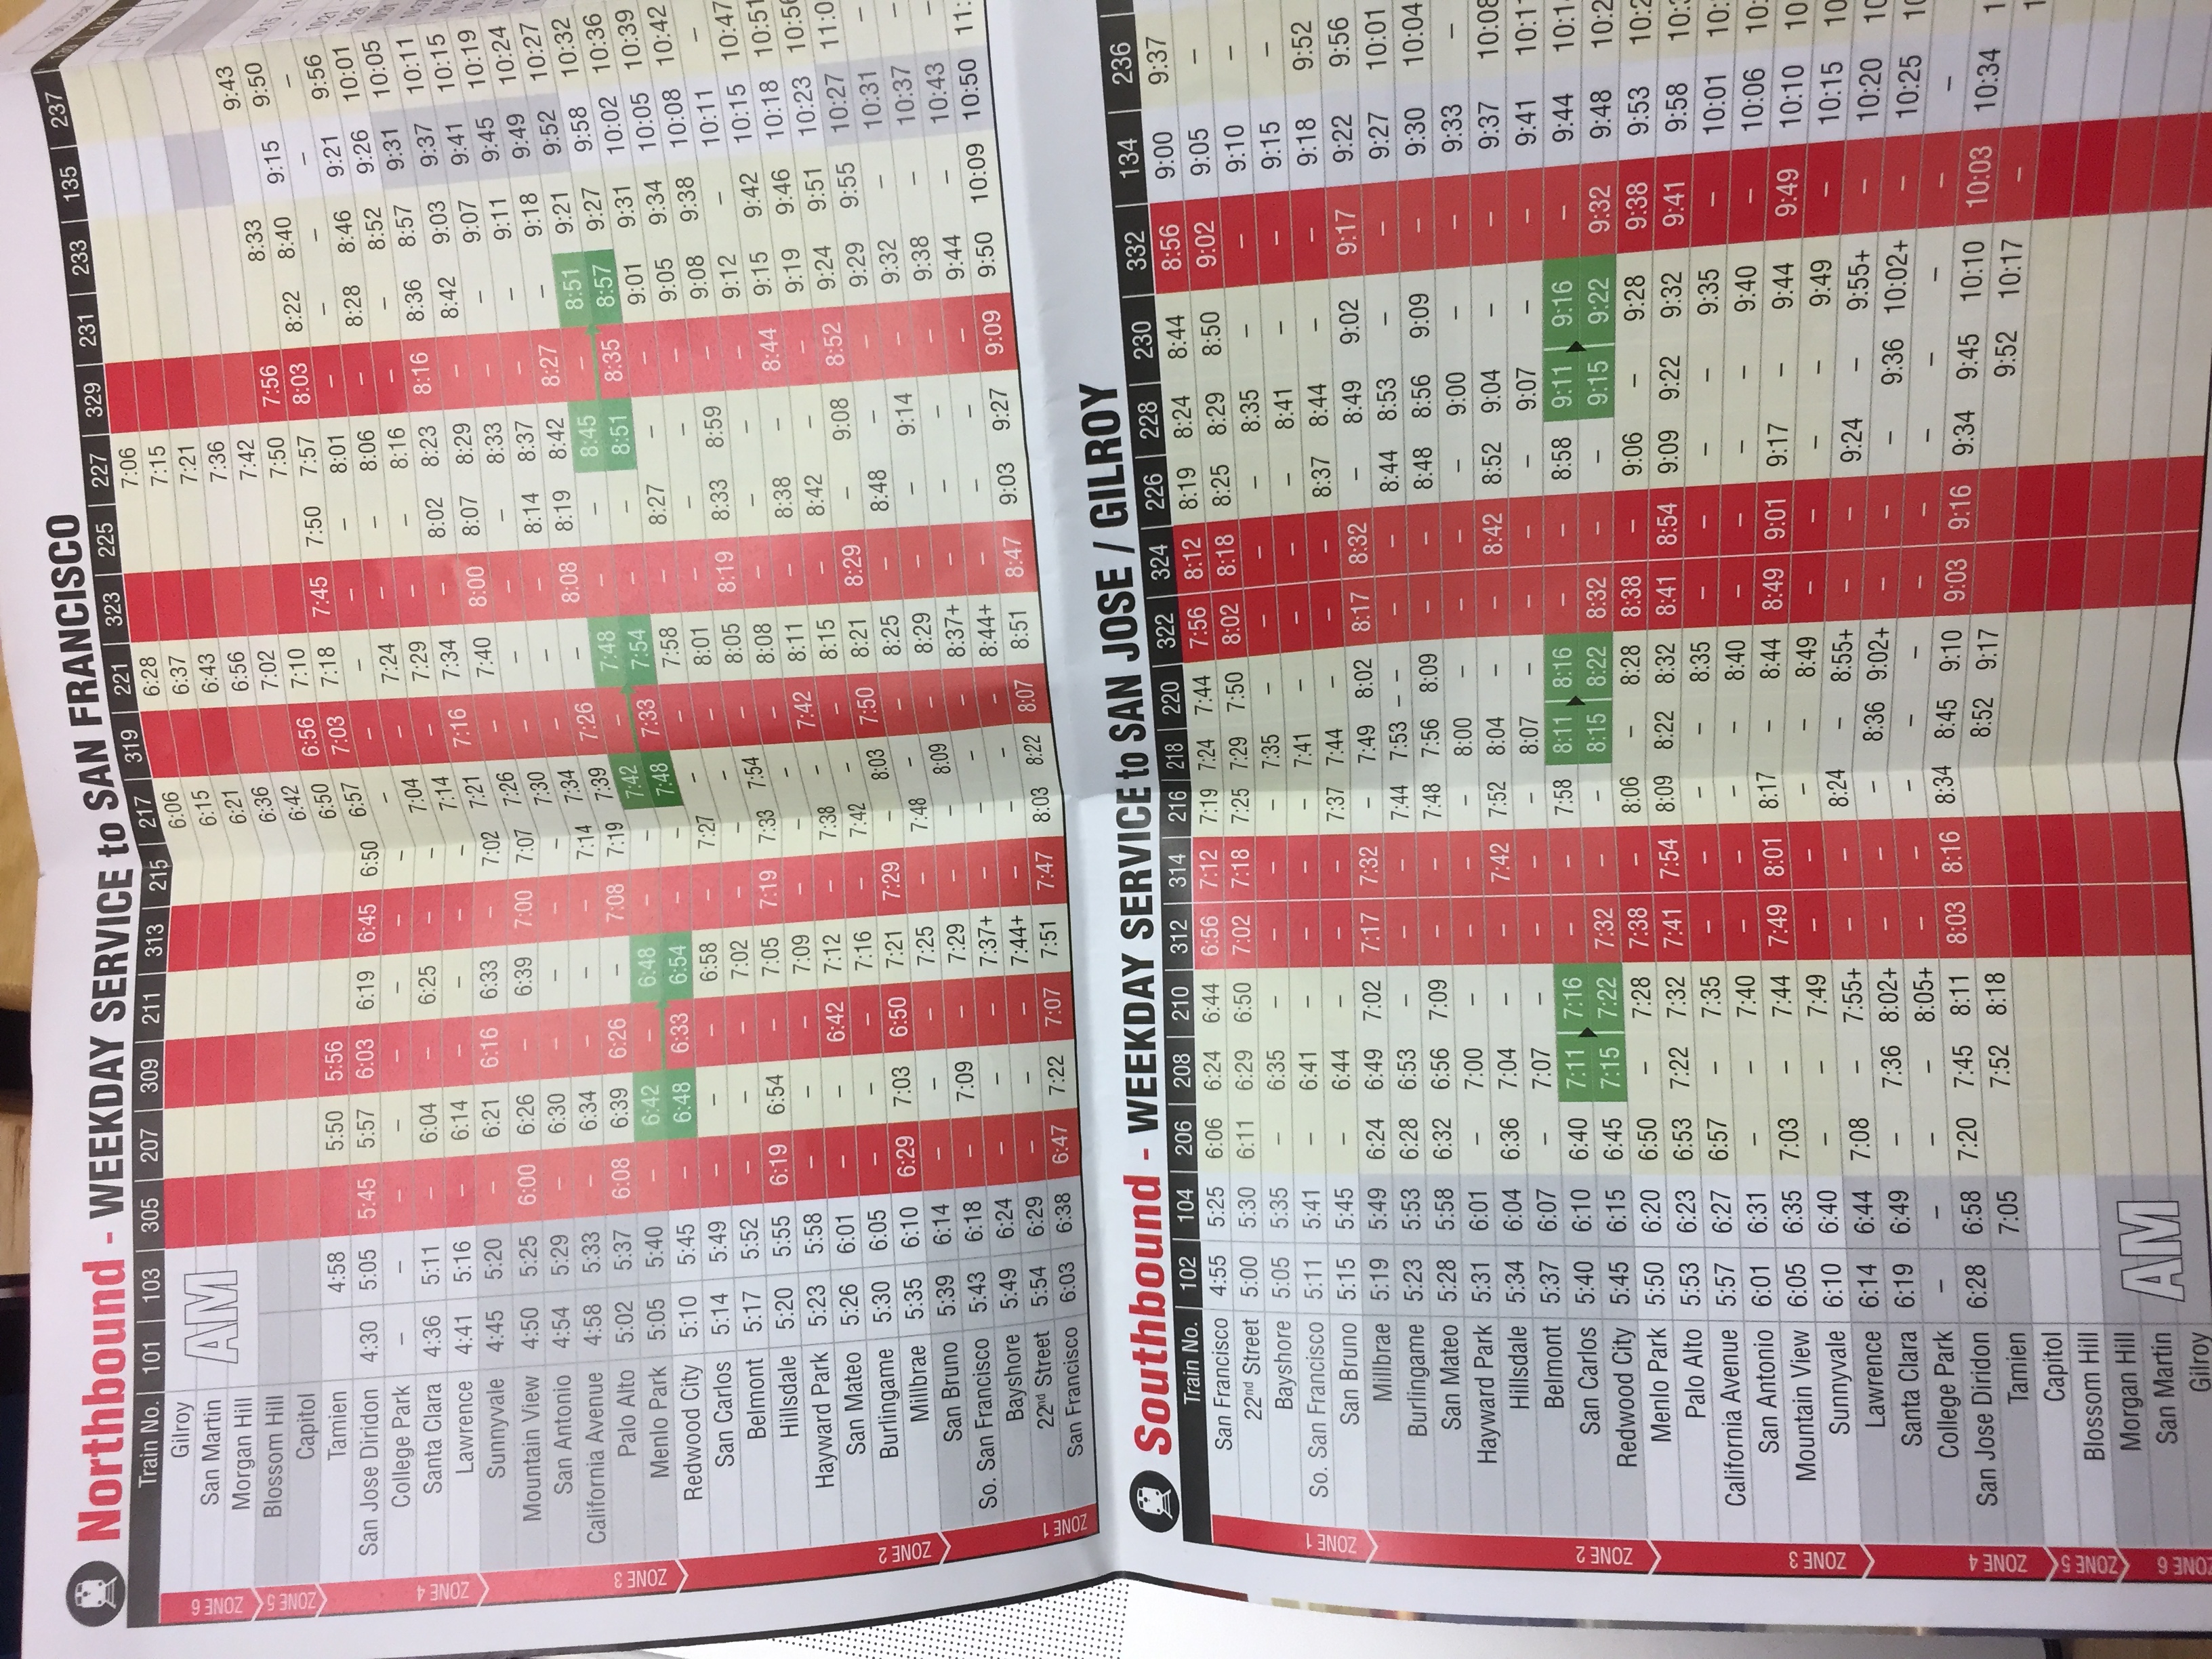 Northbound - WEEKDAY SERVICE to SAN FRANCISCO
Train No. 101 103 305 207 309 211 313 215 217 319 221 323 225 227 329 231 233 135 237
ZONE 6
Gilroy AM 6:06 6:28 7:06
San Martin 6:15 6:37 7:15
Morgan Hill 6:21 6:43 7:21
ZONE 5
Blossom Hill 6:36 6:56 7:36
Capitol 6:42 7:02 7:42
ZONE 4
Tamien 4:58 5:50 5:56 6:50 6:56 7:10 7:50 7:56 8:33 9:43
San Jose Diridon 4:30 5:05 5:45 5:57 6:03 6:19 6:45 6:50 6:57 7:03 7:18 7:45 7:50 7:57 8:03 8:22 8:40 9:15 9:50
College Park – – – – – – – – – – – – – 8:01 – – – – –
Santa Clara 4:36 5:11 – 6:04 – 6:25 – – 7:04 – 7:24 – – 8:06 – 8:28 8:46 9:21 9:56
Lawrence 4:41 5:16 – 6:14 – – – – 7:14 – 7:29 – – 8:16 – – 8:52 9:26 10:01
ZONE 3
Sunnyvale 4:45 5:20 – 6:21 6:16 6:33 – 7:02 7:21 7:16 7:34 – 8:02 8:23 8:16 8:36 8:57 9:31 10:05
Mountain View 4:50 5:25 6:00 6:26 – 6:39 7:00 7:07 7:26 – 7:40 8:00 8:07 8:29 – 8:42 9:03 9:37 10:11
San Antonio 4:54 5:29 – 6:30 – – – – 7:30 – – – – 8:33 – – 9:07 9:41 10:15
California Avenue 4:58 5:33 – 6:34 – – – 7:14 7:34 – – – 8:14 8:37 – – 9:11 9:45 10:19
Palo Alto 5:02 5:37 6:08 6:39 6:26 – 7:08 7:19 7:39 7:26 – 8:08 8:19 8:42 8:27 – 9:18 9:49 10:24
Menlo Park 5:05 5:40 – 6:42 – 6:48 – – 7:42 – 7:48 – – 8:45 – 8:51 9:21 9:52 10:27
ZONE 2
Redwood City 5:10 5:45 – 6:48 6:33 6:54 – – 7:48 7:33 7:54 – – 8:51 8:35 8:57 9:27 9:58 10:32
San Carlos 5:14 5:49 – – – 6:58 – 7:27 – – 7:58 – 8:27 – – 9:01 9:31 10:02 10:36
Belmont 5:17 5:52 – – – 7:02 – – – – 8:01 – – – – 9:05 9:34 10:05 10:39
Hillsdale 5:20 5:55 6:19 6:54 – 7:05 7:19 7:33 7:54 – 8:05 8:19 8:33 8:59 – 9:08 9:38 10:08 10:42
Hayward Park 5:23 5:58 – – – 7:09 – – – – 8:08 – – – – 9:12 – 10:11 –
San Mateo 5:26 6:01 – – 6:42 7:12 – 7:38 – 7:42 8:11 – 8:38 – 8:44 9:15 9:42 10:15 10:47
Burlingame 5:30 6:05 – – – 7:16 – 7:42 – – 8:15 – 8:42 – – 9:19 9:46 10:18 10:51
Millbrae 5:35 6:10 6:29 7:03 6:50 7:21 7:29 – 8:03 7:50 8:21 8:29 – 9:08 8:52 9:24 9:51 10:23 10:56
ZONE 1
San Bruno 5:39 6:14 – – – 7:25 – 7:48 – – 8:25 – 8:48 – – 9:29 9:55 10:27 11:0
So. San Francisco 5:43 6:18 – 7:09 – 7:29 – – 8:09 – 8:29 – – 9:14 – 9:32 – 10:31 –
Bayshore 5:49 6:24 – – – 7:37+ – – – – 8:37+ – – – – 9:38 – 10:37 –
22nd Street 5:54 6:29 – – – 7:44+ – – – – 8:44+ – – – – 9:44 – 10:43 –
San Francisco 6:03 6:38 6:47 7:22 7:07 7:51 7:47 8:03 8:22 8:07 8:51 8:47 9:03 9:27 9:09 9:50 10:09 10:50 11:
Southbound - WEEKDAY SERVICE to SAN JOSE / GILROY
Train No. 102 104 206 208 210 312 314 216 218 220 322 324 226 228 230 332 134 236
ZONE 1
San Francisco 4:55 5:25 6:06 6:24 6:44 6:56 7:12 7:19 7:24 7:44 7:56 8:12 8:19 8:24 8:44 8:56 9:00 9:37
22nd Street 5:00 5:30 6:11 6:29 6:50 7:02 7:18 7:25 7:29 7:50 8:02 8:18 8:25 8:29 8:50 9:02 9:05 –
Bayshore 5:05 5:35 – 6:35 – – – – 7:35 – – – – 8:35 – – 9:10 –
So. San Francisco 5:11 5:41 – 6:41 – – – – 7:41 – – – – 8:41 – – 9:15 –
San Bruno 5:15 5:45 – 6:44 – – – 7:37 7:44 – – – 8:37 8:44 – – 9:18 9:52
ZONE 2
Millbrae 5:19 5:49 6:24 6:49 7:02 7:17 7:32 – 7:49 8:02 8:17 8:32 – 8:49 9:02 9:17 9:22 9:56
Burlingame 5:23 5:53 6:28 6:53 – – – 7:44 7:53 – – – – 8:44 8:53 – – 9:27 10:01
San Mateo 5:28 5:58 6:32 6:56 7:09 – – 7:48 7:56 8:09 – – 8:48 8:56 9:09 – 9:30 10:04
Hayward Park 5:31 6:01 – 7:00 – – – – 8:00 – – – – 9:00 – – 9:33 –
Hillsdale 5:34 6:04 6:36 7:04 – – 7:42 7:52 8:04 – – 8:42 8:52 9:04 – – 9:37 10:08
Belmont 5:37 6:07 – 7:07 – – – – 8:07 – – – – 9:07 – – 9:41 10:1
San Carlos 5:40 6:10 6:40 7:11 7:16 – – 7:58 8:11 8:16 – – 8:58 9:11 9:16 – 9:44 10:1
Redwood City 5:45 6:15 6:45 7:15 7:22 7:32 – – 8:15 8:22 8:32 – – 9:15 9:22 9:32 9:48 10:2
ZONE 3
Menlo Park 5:50 6:20 6:50 – 7:28 7:38 – 8:06 – 8:28 8:38 – 9:06 – 9:28 9:38 9:53 10:2
Palo Alto 5:53 6:23 6:53 7:22 7:32 7:41 7:54 8:09 8:22 8:32 8:41 8:54 9:09 9:22 9:32 9:41 9:58 10:
California Avenue 5:57 6:27 6:57 – 7:35 – – – – 8:35 – – – – 9:35 – 10:01 10:
San Antonio 6:01 6:31 – – 7:40 – – – – 8:40 – – – – 9:40 – 10:06 10:
Mountain View 6:05 6:35 7:03 – 7:44 7:49 8:01 8:17 – 8:44 8:49 9:01 9:17 – 9:44 9:49 10:10 10
Sunnyvale 6:10 6:40 – – 7:49 – – – – 8:49 – – – – 9:49 – 10:15 10
ZONE 4
Lawrence 6:14 6:44 7:08 – 7:55+ – – 8:24 – 8:55+ – – 9:24 – 9:55+ – 10:20 10
Santa Clara 6:19 6:49 – 7:36 8:02+ – – – 8:36 9:02+ – – – 9:36 10:02+ – 10:25 10
College Park – – – – 8:05+ – – – – – – – – – – – –
San Jose Diridon 6:28 6:58 7:20 7:45 8:11 8:03 8:16 8:34 8:45 9:10 9:03 9:16 9:34 9:45 10:10 10:03 10:34 1
Tamien 7:05 7:52 8:18 8:52 9:17 9:52 10:17 –
ZONE 5
Capitol
Blossom Hill
ZONE 6
Morgan Hill AM
San Martin
Gilroy